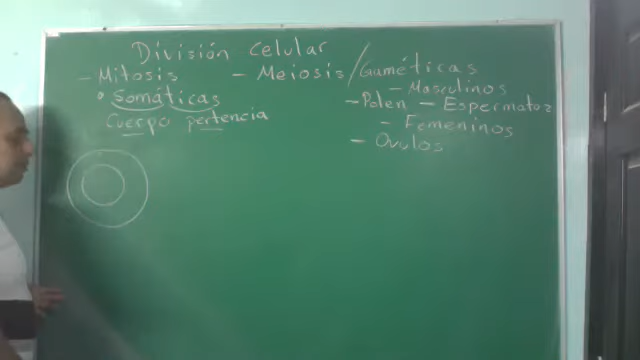 División celular
- Mitosis - Meiosis / Gaméticas
• Somáticas - Masculinos
Cuerpo pertencia - Polen - Espermatoz
- Femeninos
- Ovulos